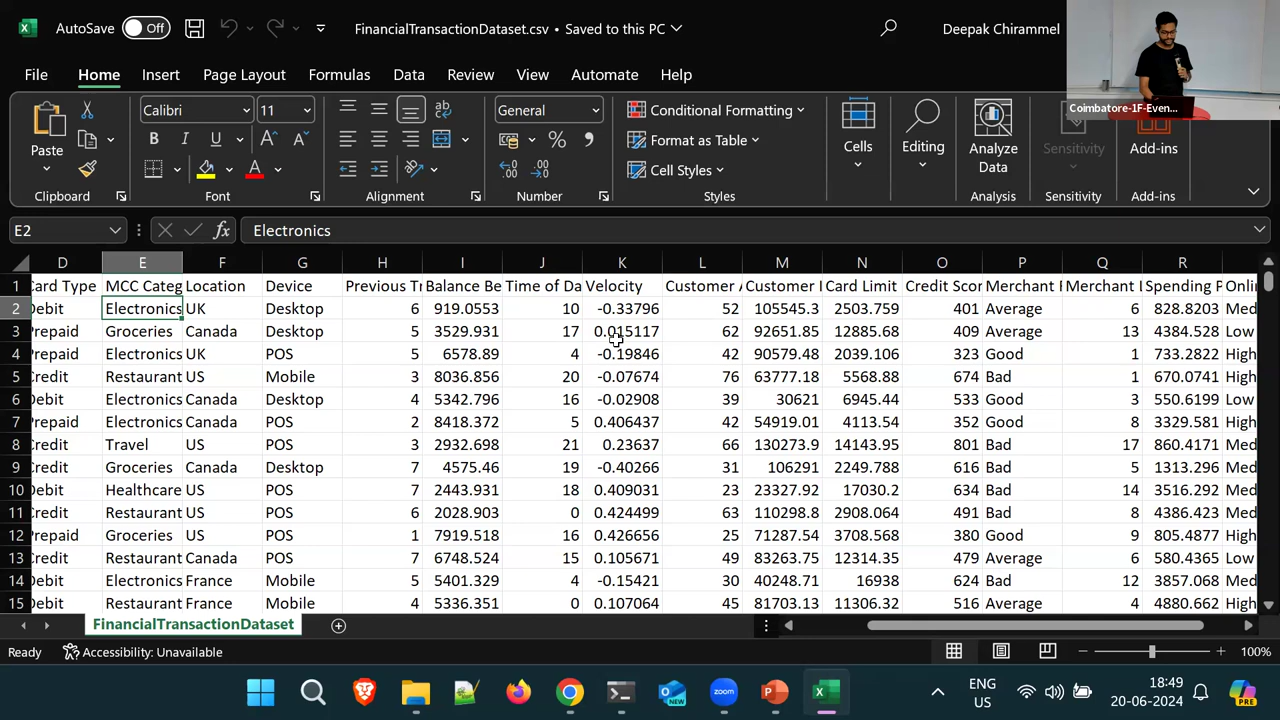 AutoSave Off FinancialTransactionDataset.csv • Saved to this PC Deepak Chirammel
Coimbatore-1F-Even...
File Home Insert Page Layout Formulas Data Review View Automate Help
Paste
Calibri 11
B I U
A A
ab
General
% 9
Conditional Formatting
Format as Table
Cell Styles
Cells
Editing
Analyze Data
Sensitivity
Add-ins
Clipboard Font Alignment Number Styles Analysis Sensitivity Add-ins
E2 fx Electronics
D E F G H I J K L M N O P Q R
1 Card Type MCC Categ Location Device Previous Tr Balance Be Time of Da Velocity Customer A Customer I Card Limit Credit Scor Merchant R Merchant L Spending P Onlin
2 Debit Electronics UK Desktop 6 919.0553 10 -0.33796 52 105545.3 2503.759 401 Average 6 828.8203 Med
3 Prepaid Groceries Canada Desktop 5 3529.931 17 0.015117 62 92651.85 12885.68 409 Average 13 4384.528 Low
4 Prepaid Electronics UK POS 5 6578.89 4 -0.19846 42 90579.48 2039.106 323 Good 1 733.2822 High
5 Credit Restaurant US Mobile 3 8036.856 20 -0.07674 76 63777.18 5568.88 674 Bad 1 670.0741 High
6 Debit Electronics Canada Desktop 4 5342.796 16 -0.02908 39 30621 6945.44 533 Good 3 550.6199 Low
7 Prepaid Electronics Canada POS 2 8418.372 5 0.406437 42 54919.01 4113.54 352 Good 8 3329.581 High
8 Credit Travel US POS 3 2932.698 21 0.23637 66 130273.9 14143.95 801 Bad 17 860.4171 Med
9 Credit Groceries Canada Desktop 7 4575.46 19 -0.40266 31 106291 2249.788 616 Bad 5 1313.296 Med
10 Debit Healthcare US POS 7 2443.931 18 0.409031 23 23327.92 17030.2 634 Bad 14 3516.292 Med
11 Credit Restaurant US POS 6 2028.903 0 0.424499 63 110298.8 2908.064 491 Bad 8 4386.423 Med
12 Prepaid Groceries US POS 1 7919.518 16 0.426656 25 71287.54 3708.568 380 Good 9 805.4877 High
13 Credit Restaurant Canada POS 6 6748.524 15 0.105671 49 83263.75 12314.35 479 Average 6 580.4365 Low
14 Debit Electronics France Mobile 5 5401.329 4 -0.15421 30 40248.71 16938 624 Bad 12 3857.068 Med
15 Debit Restaurant France Mobile 4 5336.351 0 0.107064 45 81703.13 11306.32 516 Average 4 4880.662 High
FinancialTransactionDataset
Ready Accessibility: Unavailable 100%
ENG US 18:49 20-06-2024
zoom NEW PRE